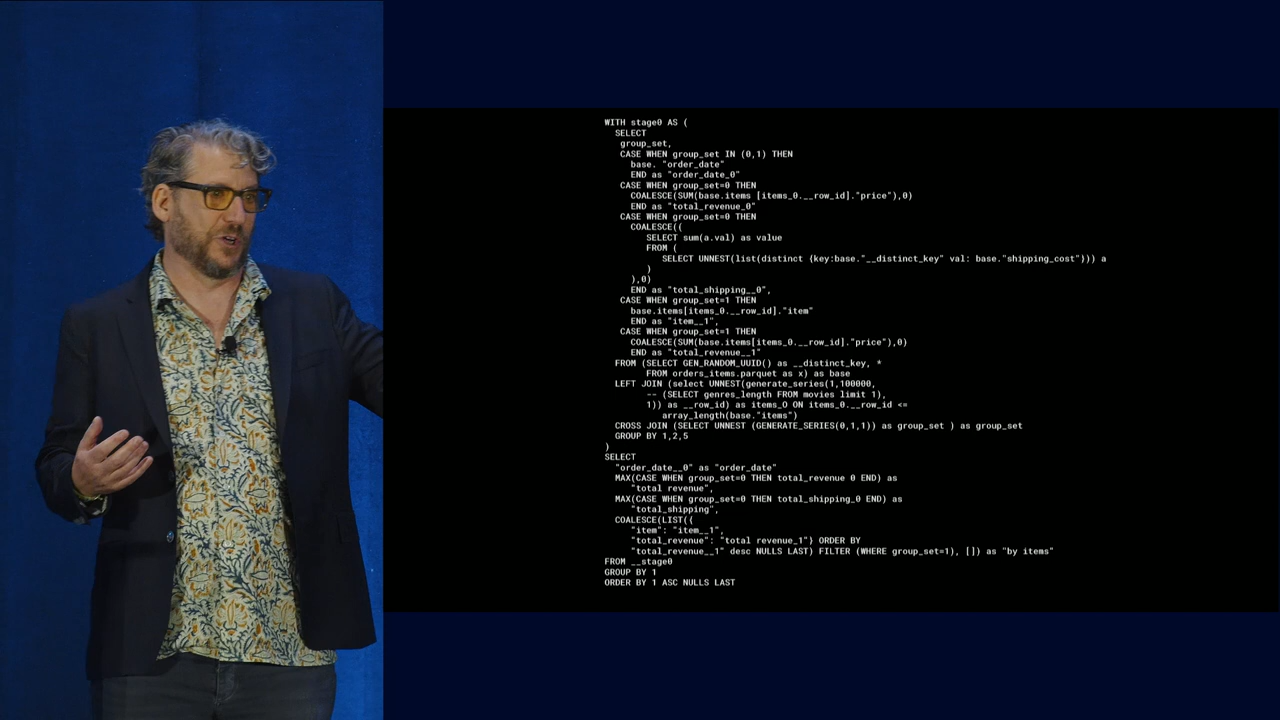 WITH stage0 AS (
SELECT
group_set,
CASE WHEN group_set IN (0,1) THEN
base. "order_date"
END as "order_date_0"
CASE WHEN group_set=0 THEN
COALESCE(SUM(base.items [items_0.__row_id]."price"),0)
END as "total_revenue_0"
CASE WHEN group_set=0 THEN
COALESCE((
SELECT sum(a.val) as value
FROM (
SELECT UNNEST(list(distinct {key:base."__distinct_key" val: base."shipping_cost"})) a
)
),0)
END as "total_shipping__0",
CASE WHEN group_set=1 THEN
base.items[items_0.__row_id]."item"
END as "item__1",
CASE WHEN group_set=1 THEN
COALESCE(SUM(base.items[items_0.__row_id]."price"),0)
END as "total_revenue__1"
FROM (SELECT GEN_RANDOM_UUID() as __distinct_key, *
FROM orders_items.parquet as x) as base
LEFT JOIN (select UNNEST(generate_series(1,100000,
-- (SELECT genres_length FROM movies limit 1),
1)) as __row_id) as items_O ON items_0.__row_id <=
array_length(base."items")
CROSS JOIN (SELECT UNNEST (GENERATE_SERIES(0,1,1)) as group_set ) as group_set
GROUP BY 1,2,5
)
SELECT
"order_date__0" as "order_date"
MAX(CASE WHEN group_set=0 THEN total_revenue 0 END) as
"total revenue",
MAX(CASE WHEN group_set=0 THEN total_shipping_0 END) as
"total_shipping",
COALESCE(LIST({
"item": "item__1",
"total_revenue": "total revenue_1"} ORDER BY
"total_revenue__1" desc NULLS LAST) FILTER (WHERE group_set=1), []) as "by items"
FROM __stage0
GROUP BY 1
ORDER BY 1 ASC NULLS LAST